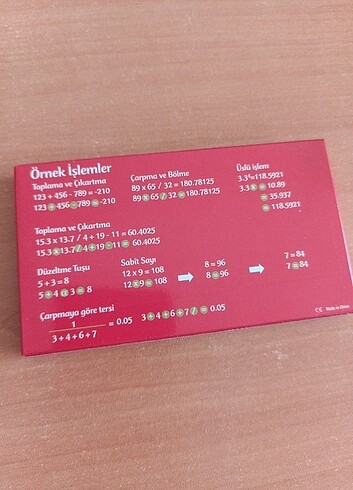 Örnek İşlemler
Toplama ve Çıkartma
123 + 456 - 789 = -210
123 + 456 - 789 = -210
Çarpma ve Bölme
89 x 65 / 32 = 180.78125
89 x 65 / 32 = 180.78125
Üslü işlem
3.3⁴=118.5921
3.3 x = 10.89
= 35.937
= 118.5921
Toplama ve Çıkartma
15.3 x 13.7 / 4 + 19 - 11 = 60.4025
15.3 x 13.7 / 4 + 19 - 11 = 60.4025
Düzeltme Tuşu
5 + 3 = 8
5 + 4 α 3 = 8
Sabit Sayı
12 x 9 = 108
12 x 9 = 108
8 = 96
8 = 96
7 = 84
7 = 84
Çarpmaya göre tersi
1
3 + 4 + 6 + 7
= 0.05
3 + 4 + 6 + 7 / = = 0.05
CE Made in China